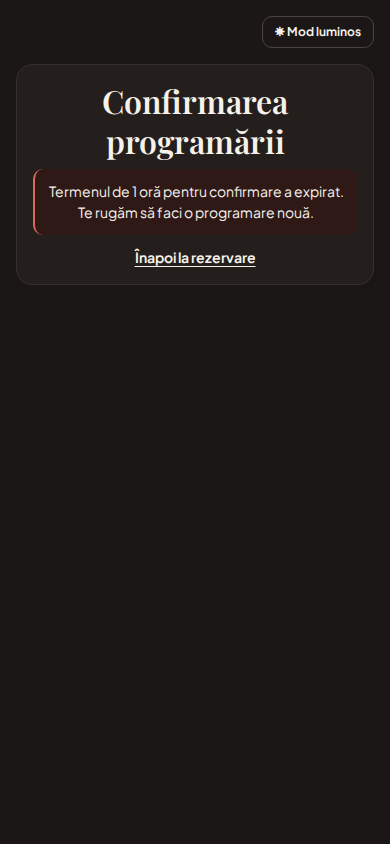 ✷ Mod luminos
Confirmarea
programării
Termenul de 1 oră pentru confirmare a expirat.
Te rugăm să faci o programare nouă.
Înapoi la rezervare